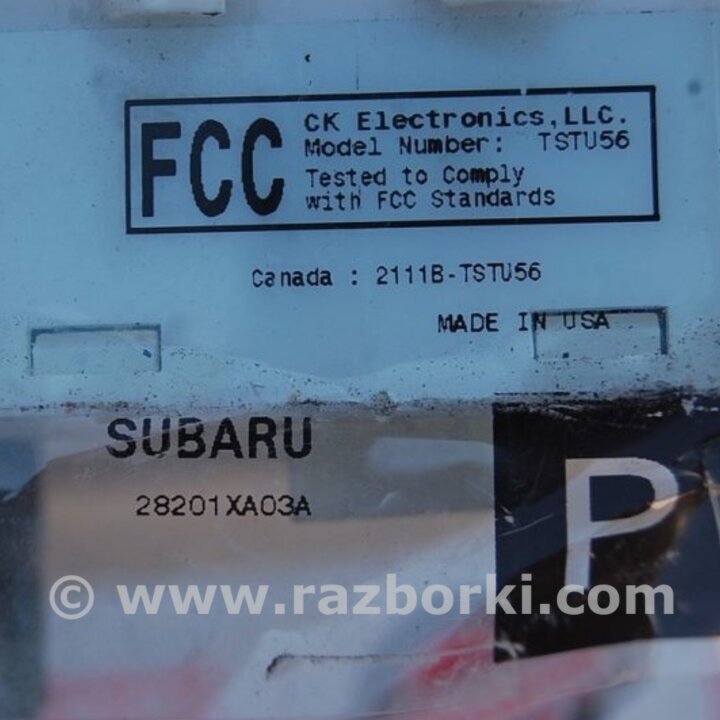 FCC
CK Electronics,LLC.
Model Number: TSTU56
Tested to Comply
with FCC Standards
Canada : 2111B-TSTU56
MADE IN USA
SUBARU
28201XA03A
P
© www.razborki.com